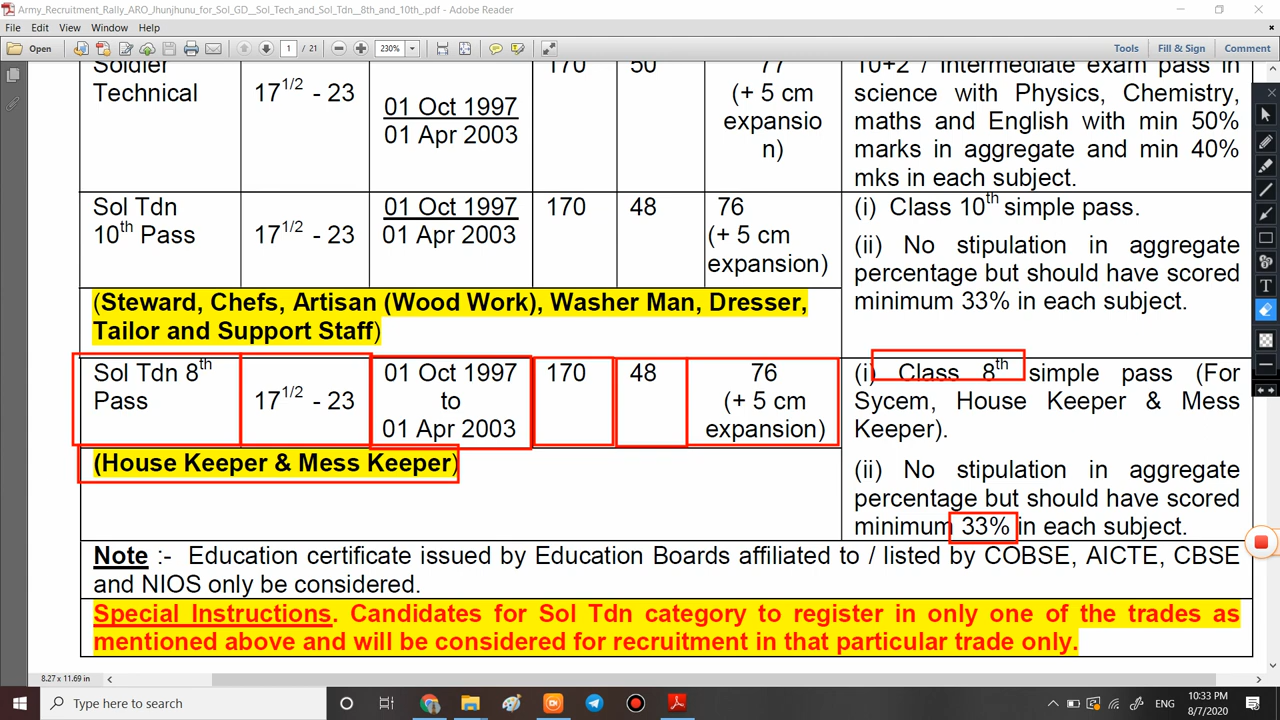 Army_Recruitment_Rally_ARO_Jhunjhunu_for_Sol_GD__Sol_Tech_and_Sol_Tdn__8th_and_10th_.pdf - Adobe Reader
File Edit View Window Help
Open 1 / 21 230% Tools Fill & Sign Comment
Soldier
Technical
17 1/2 - 23
01 Oct 1997
01 Apr 2003
170
50
77
(+ 5 cm
expansio
n)
10+2 / Intermediate exam pass in
science with Physics, Chemistry,
maths and English with min 50%
marks in aggregate and min 40%
mks in each subject.
Sol Tdn
10th Pass
17 1/2 - 23
01 Oct 1997
01 Apr 2003
170
48
76
(+ 5 cm
expansion)
(i) Class 10th simple pass.
(ii) No stipulation in aggregate
percentage but should have scored
minimum 33% in each subject.
(Steward, Chefs, Artisan (Wood Work), Washer Man, Dresser,
Tailor and Support Staff)
Sol Tdn 8th
Pass
17 1/2 - 23
01 Oct 1997
to
01 Apr 2003
170
48
76
(+ 5 cm
expansion)
(i) Class 8th simple pass (For
Sycem, House Keeper & Mess
Keeper).
(ii) No stipulation in aggregate
percentage but should have scored
minimum 33% in each subject.
(House Keeper & Mess Keeper)
Note :- Education certificate issued by Education Boards affiliated to / listed by COBSE, AICTE, CBSE
and NIOS only be considered.
Special Instructions. Candidates for Sol Tdn category to register in only one of the trades as
mentioned above and will be considered for recruitment in that particular trade only.
8.27 x 11.69 in
Type here to search
ENG
10:33 PM
8/7/2020